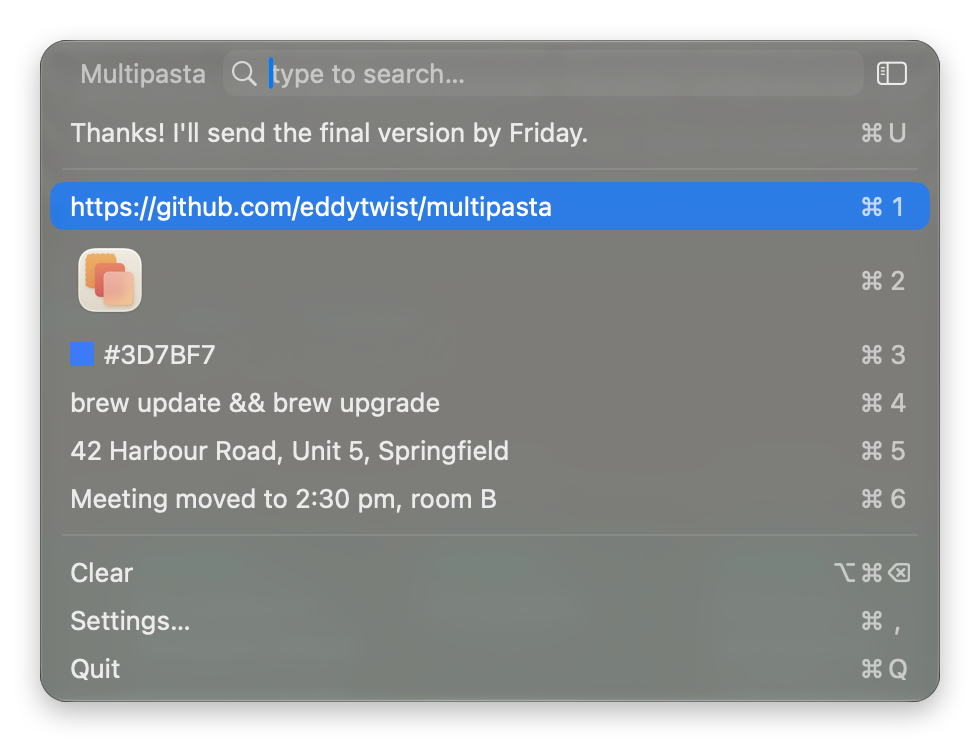 Multipasta type to search...
Thanks! I'll send the final version by Friday. ⌘ U
https://github.com/eddytwist/multipasta ⌘ 1
⌘ 2
#3D7BF7 ⌘ 3
brew update && brew upgrade ⌘ 4
42 Harbour Road, Unit 5, Springfield ⌘ 5
Meeting moved to 2:30 pm, room B ⌘ 6
Clear ⌥⌘⌫
Settings... ⌘ ,
Quit ⌘ Q